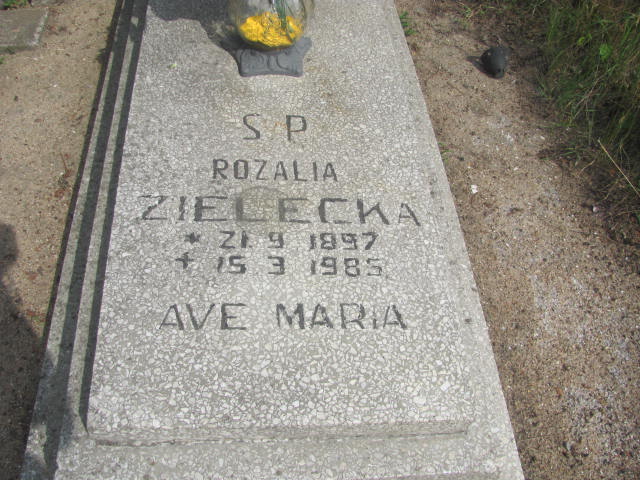 S P
ROZALIA
ZIELECKA
* 21 9 1897
+ 15 3 1985
AVE MARIA